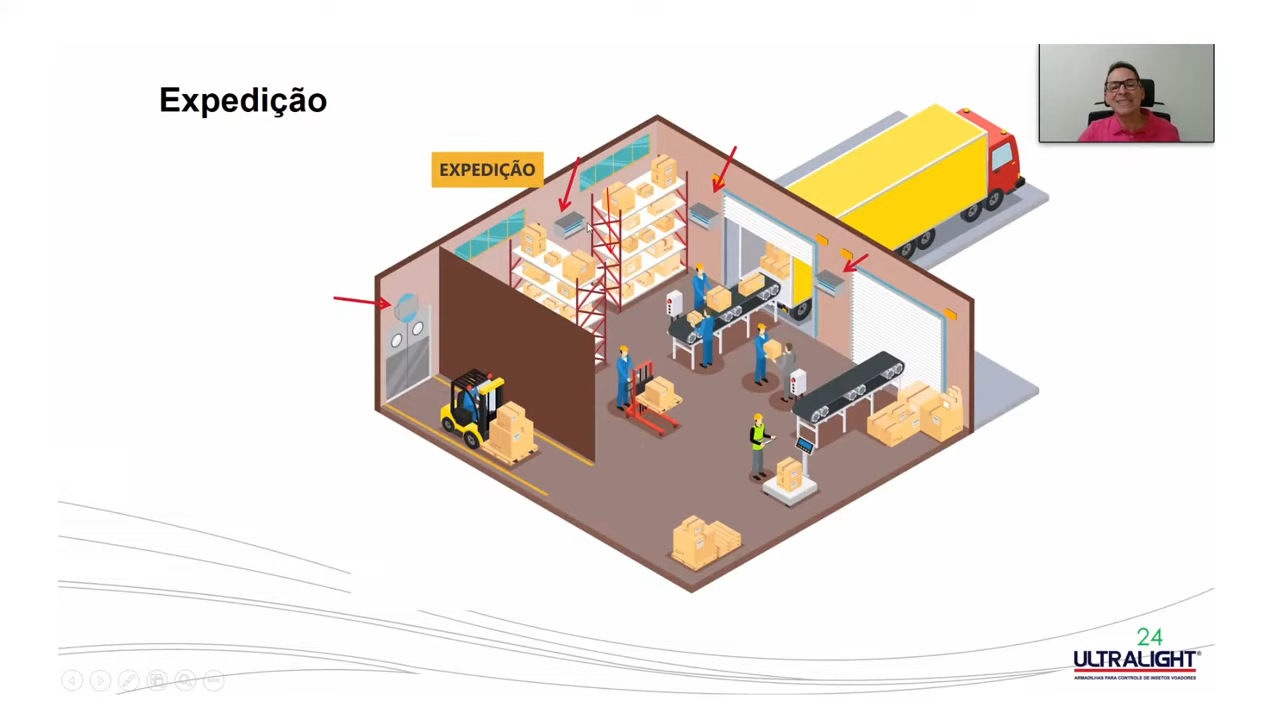 Expedição
EXPEDIÇÃO
24
ULTRALIGHT®
ARMADILHAS PARA CONTROLE DE INSETOS VOADORES